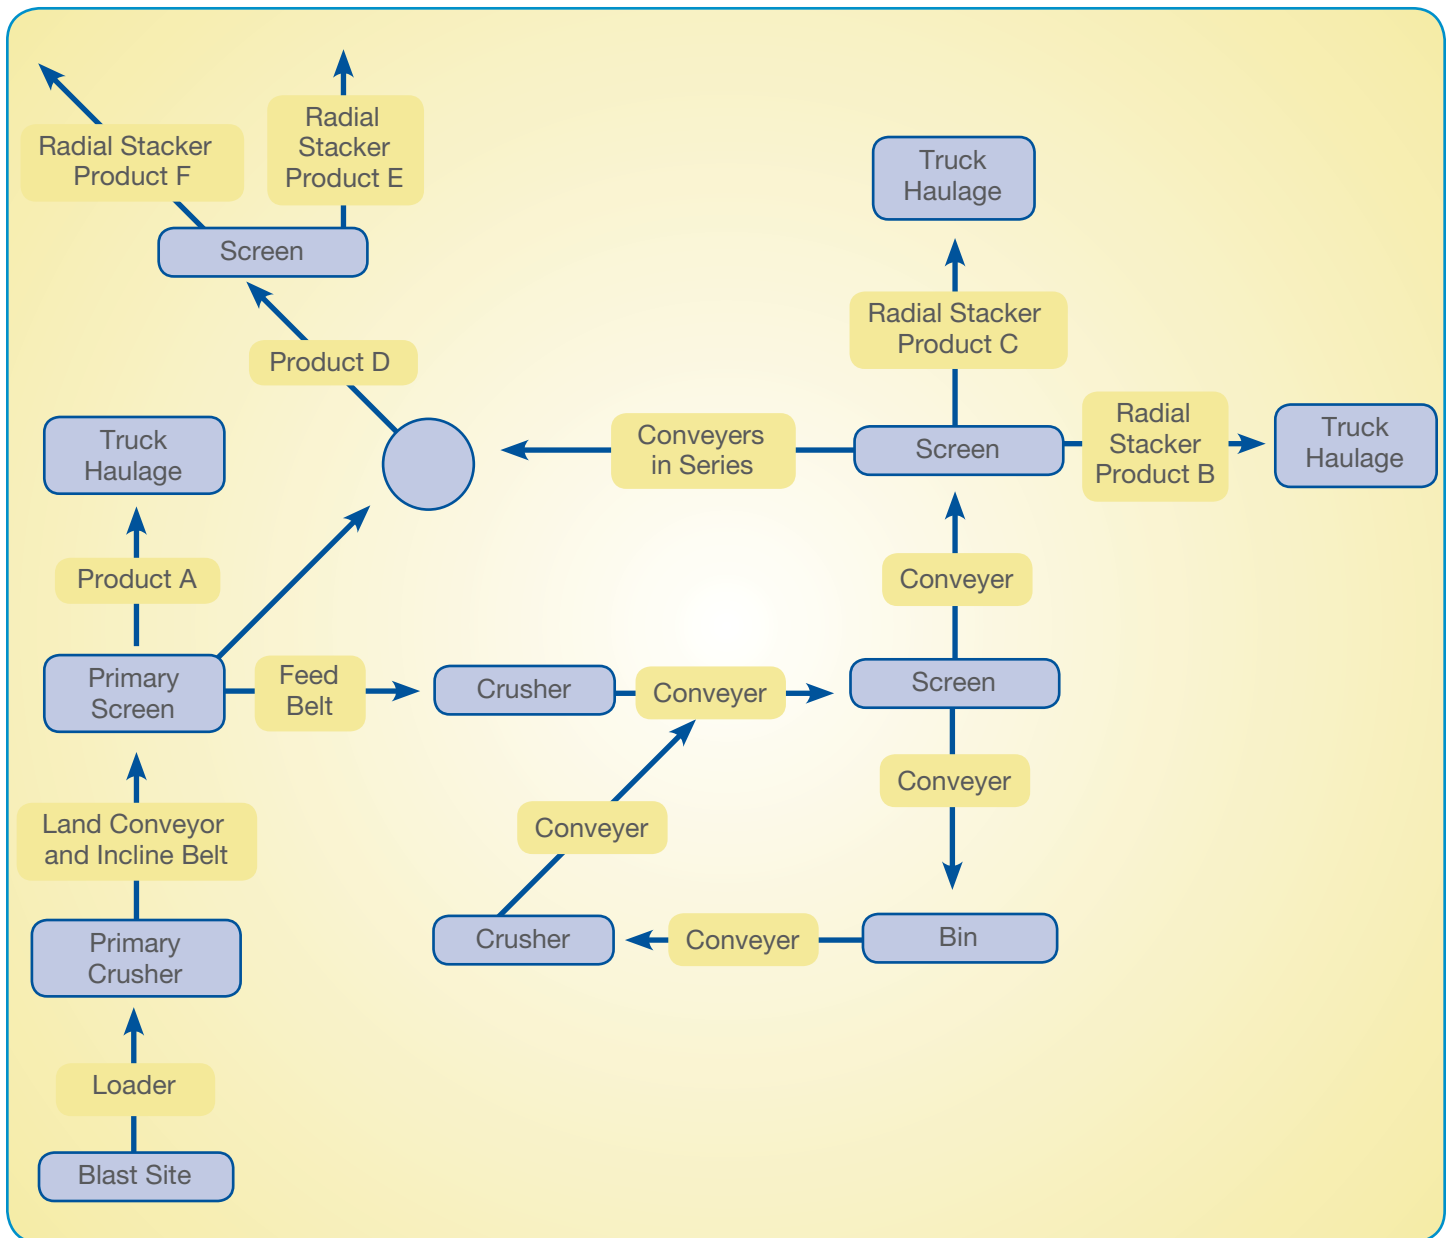 Radial Stacker
Product F
Radial
Stacker
Product E
Screen
Truck
Haulage
Radial Stacker
Product C
Product D
Truck
Haulage
Conveyers
in Series
Screen
Radial
Stacker
Product B
Truck
Haulage
Product A
Conveyer
Primary
Screen
Feed
Belt
Crusher
Conveyer
Screen
Conveyer
Land Conveyor
and Incline Belt
Conveyer
Primary
Crusher
Crusher
Conveyer
Bin
Loader
Blast Site